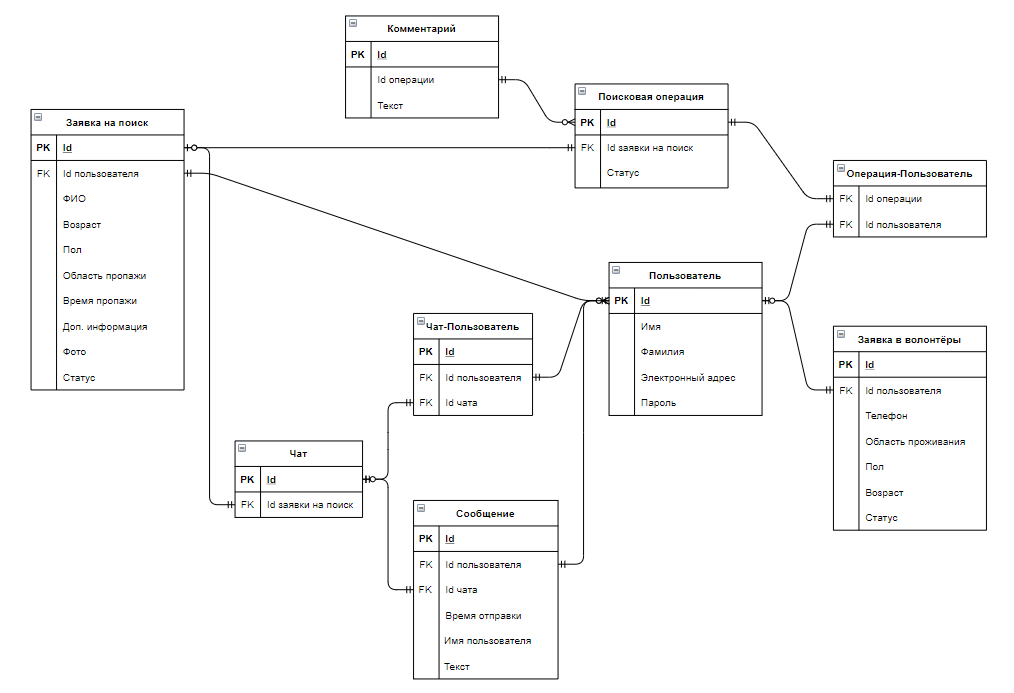 Комментарий
PK Id
Id операции
Текст
Поисковая операция
PK Id
FK Id заявки на поиск
Статус
Заявка на поиск
PK Id
FK Id пользователя
ФИО
Возраст
Пол
Область пропажи
Время пропажи
Доп. информация
Фото
Статус
Операция-Пользователь
FK Id операции
FK Id пользователя
Пользователь
PK Id
Имя
Фамилия
Электронный адрес
Пароль
Чат-Пользователь
PK Id
FK Id пользователя
FK Id чата
Заявка в волонтёры
PK Id
FK Id пользователя
Телефон
Область проживания
Пол
Возраст
Статус
Чат
PK Id
FK Id заявки на поиск
Сообщение
PK Id
FK Id пользователя
FK Id чата
Время отправки
Имя пользователя
Текст